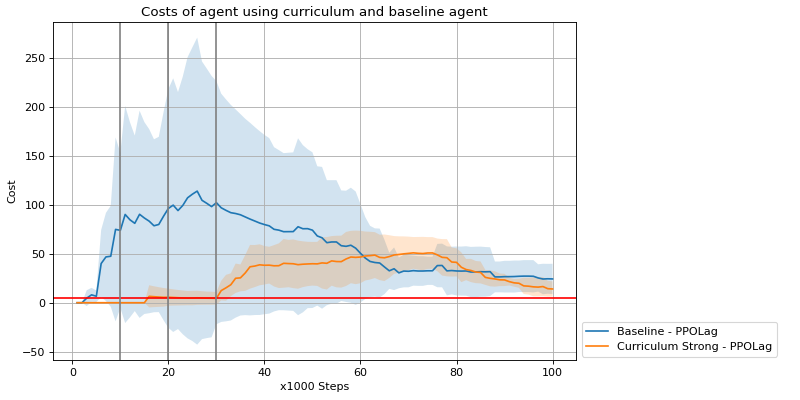 Costs of agent using curriculum and baseline agent
250
200
150
100
50
0
−50
Cost
0
20
40
60
80
100
x1000 Steps
Baseline - PPOLag
Curriculum Strong - PPOLag